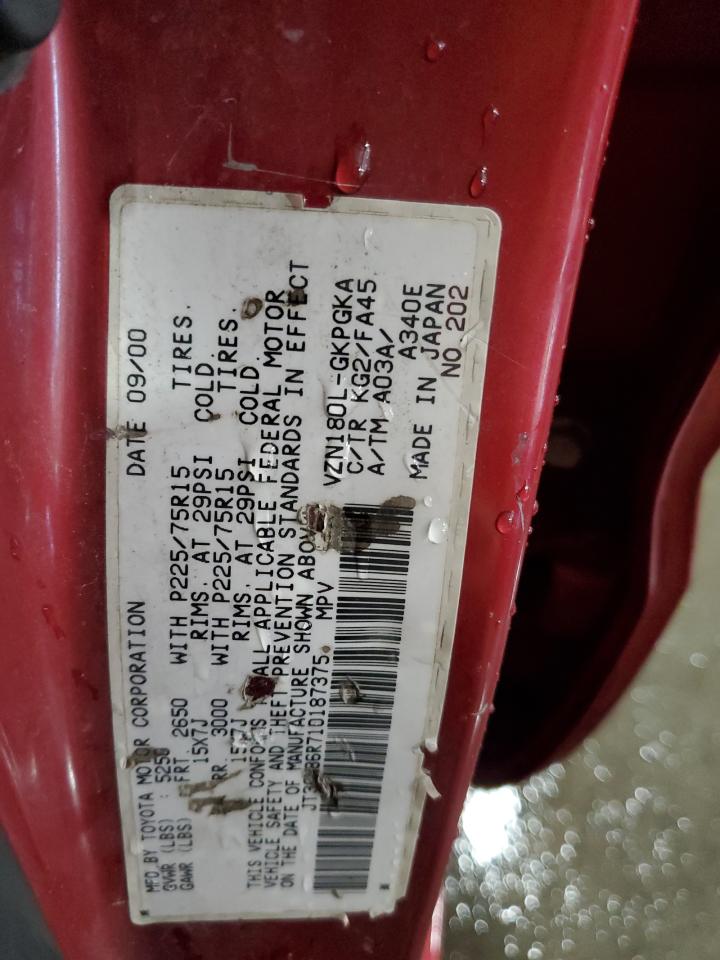 MFD. BY TOYOTA MOTOR CORPORATION DATE 09/00
GVWR (LBS) : 5250
GAWR (LBS) FRT. 2650 WITH P225/75R15 TIRES.
15X7J RIMS. AT 29PSI COLD.
RR. 3000 WITH P225/75R15 TIRES.
RIMS. AT 29PSI COLD.
THIS VEHICLE CONFORMS ALL APPLICABLE FEDERAL MOTOR
VEHICLE SAFETY AND THEFT PREVENTION STANDARDS IN EFFECT
ON THE DATE OF MANUFACTURE SHOWN
MPV VZN180L-GKPGKA
C/TR KG2/FA45
A/TM A03A/
A340E
MADE IN JAPAN
NO.202